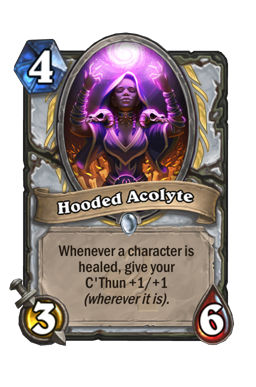 4
Hooded Acolyte
Whenever a character is
healed, give your
C'Thun +1/+1
(wherever it is).
3
6